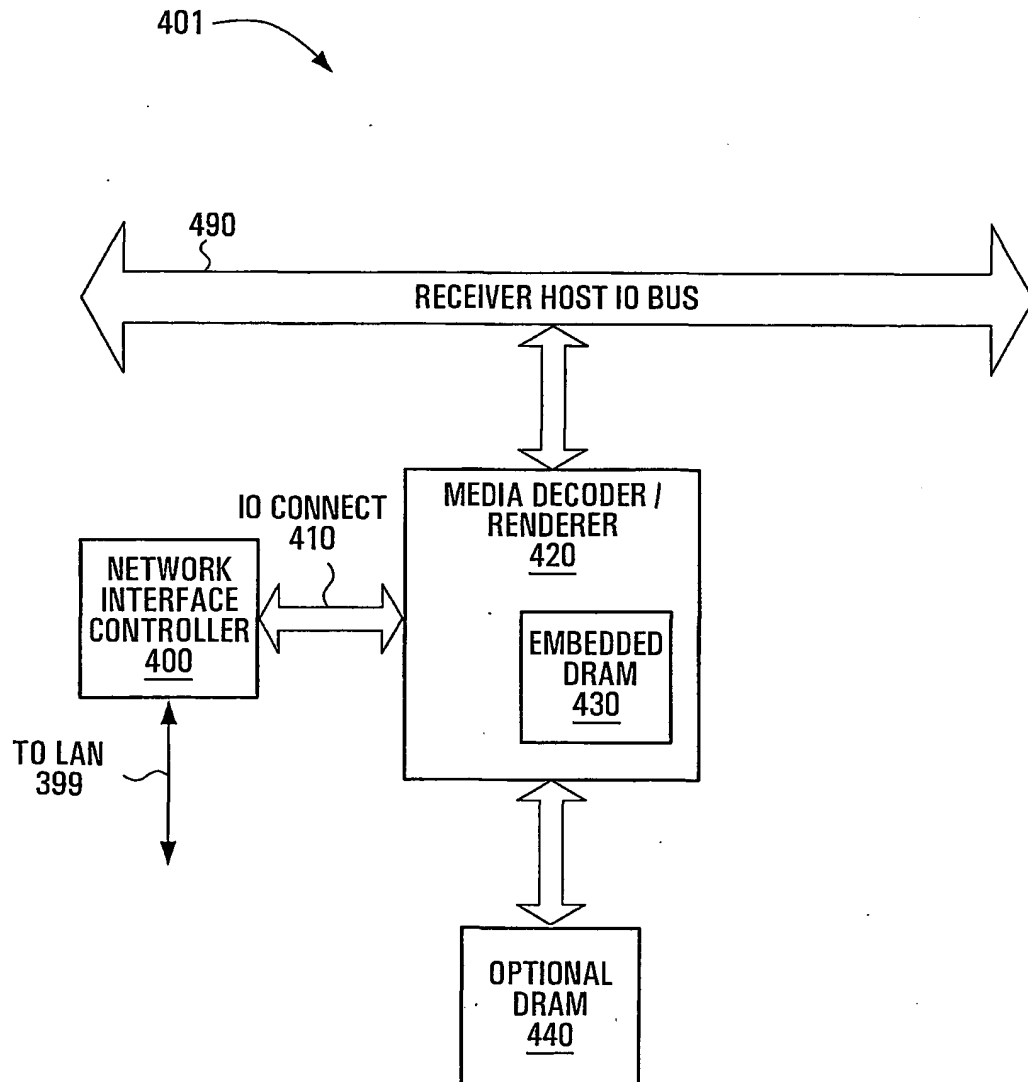 401
490
RECEIVER HOST IO BUS
IO CONNECT
410
MEDIA DECODER /
RENDERER
420
NETWORK
INTERFACE
CONTROLLER
400
EMBEDDED
DRAM
430
TO LAN
399
OPTIONAL
DRAM
440